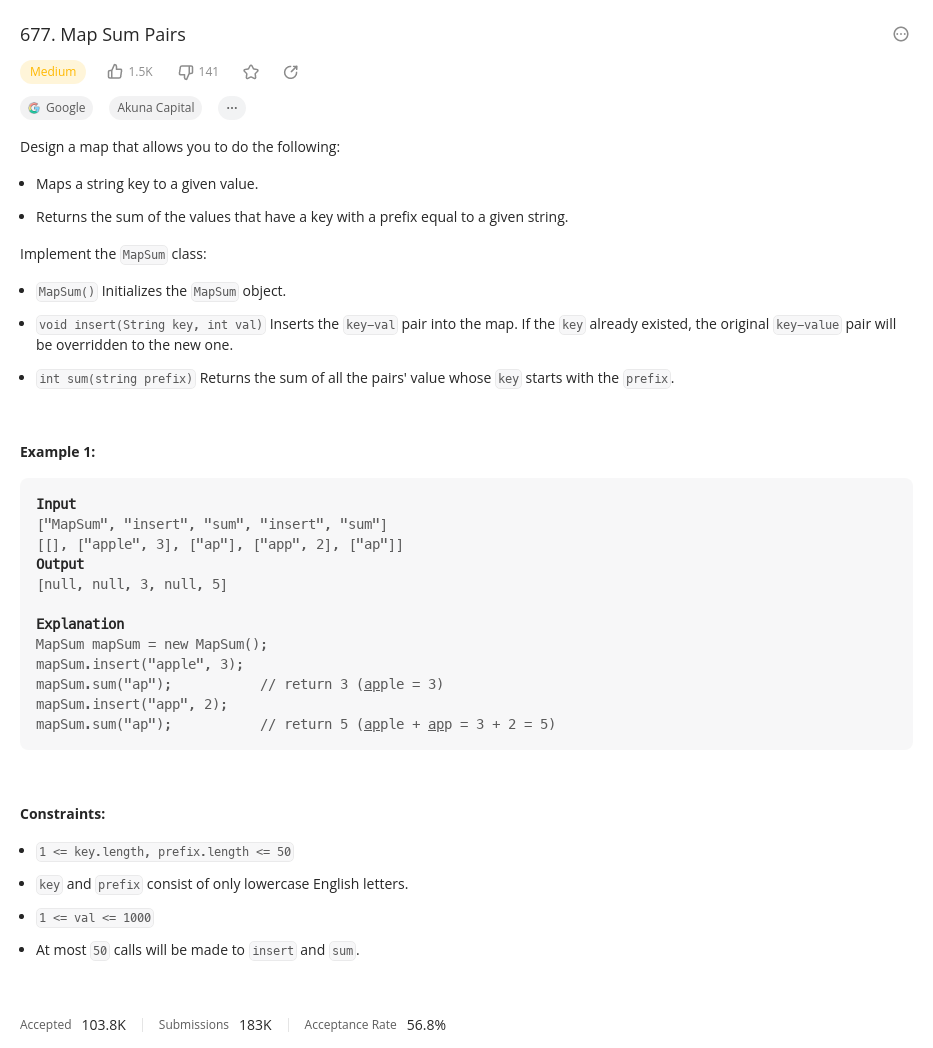 677. Map Sum Pairs
Medium 1.5K 141
Google Akuna Capital ...
Design a map that allows you to do the following:
• Maps a string key to a given value.
• Returns the sum of the values that have a key with a prefix equal to a given string.
Implement the MapSum class:
• MapSum() Initializes the MapSum object.
• void insert(String key, int val) Inserts the key-val pair into the map. If the key already existed, the original key-value pair will
be overridden to the new one.
• int sum(string prefix) Returns the sum of all the pairs' value whose key starts with the prefix.
Example 1:
Input
["MapSum", "insert", "sum", "insert", "sum"]
[[], ["apple", 3], ["ap"], ["app", 2], ["ap"]]
Output
[null, null, 3, null, 5]
Explanation
MapSum mapSum = new MapSum();
mapSum.insert("apple", 3);
mapSum.sum("ap");           // return 3 (apple = 3)
mapSum.insert("app", 2);
mapSum.sum("ap");           // return 5 (apple + app = 3 + 2 = 5)
Constraints:
• 1 <= key.length, prefix.length <= 50
• key and prefix consist of only lowercase English letters.
• 1 <= val <= 1000
• At most 50 calls will be made to insert and sum.
Accepted 103.8K Submissions 183K Acceptance Rate 56.8%